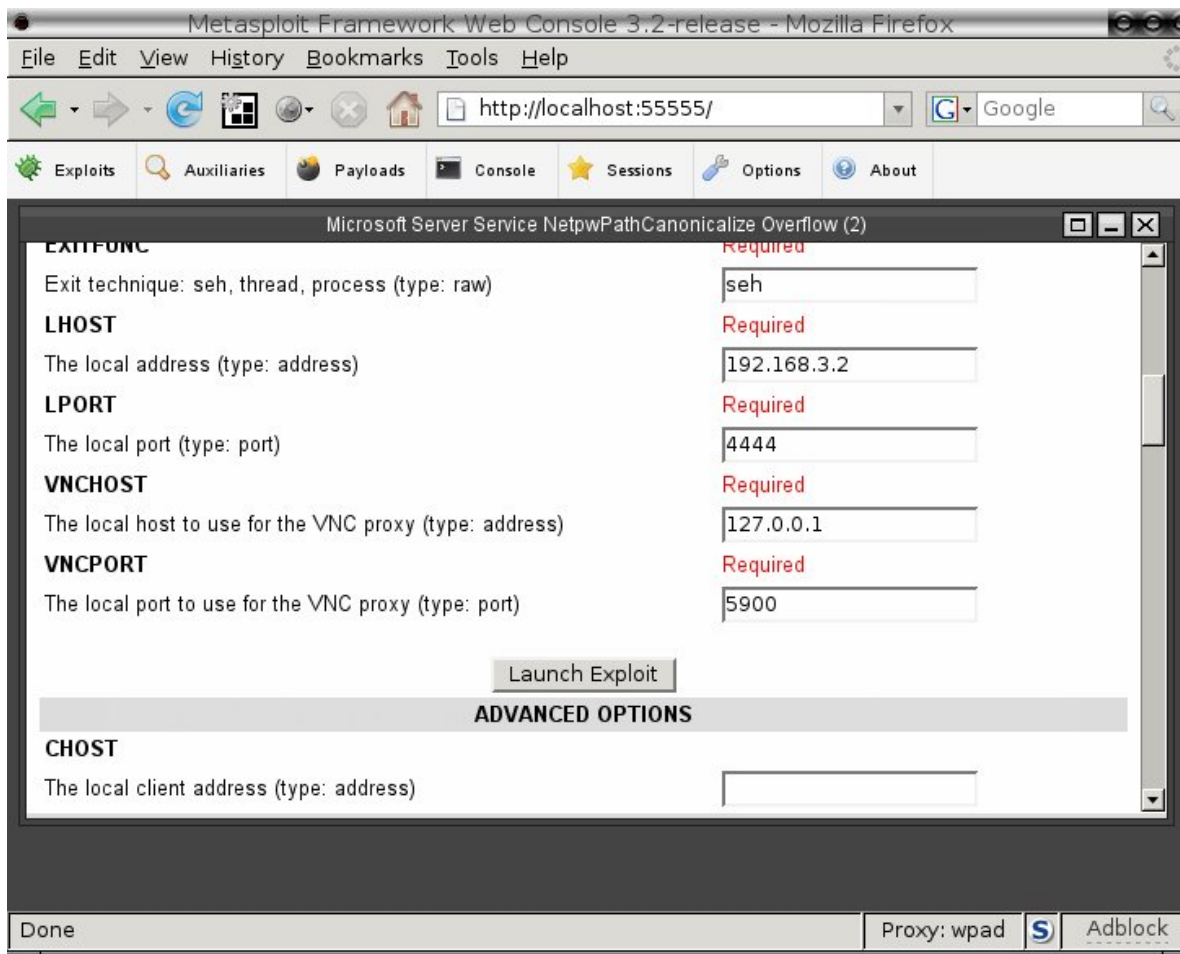 Metasploit Framework Web Console 3.2-release - Mozilla Firefox
File Edit View History Bookmarks Tools Help
http://localhost:55555/ G Google
Exploits Auxiliaries Payloads Console Sessions Options About
Microsoft Server Service NetpwPathCanonicalize Overflow (2)
EXITFUNC Required
Exit technique: seh, thread, process (type: raw) seh
LHOST Required
The local address (type: address) 192.168.3.2
LPORT Required
The local port (type: port) 4444
VNCHOST Required
The local host to use for the VNC proxy (type: address) 127.0.0.1
VNCPORT Required
The local port to use for the VNC proxy (type: port) 5900
Launch Exploit
ADVANCED OPTIONS
CHOST
The local client address (type: address)
Done Proxy: wpad S Adblock